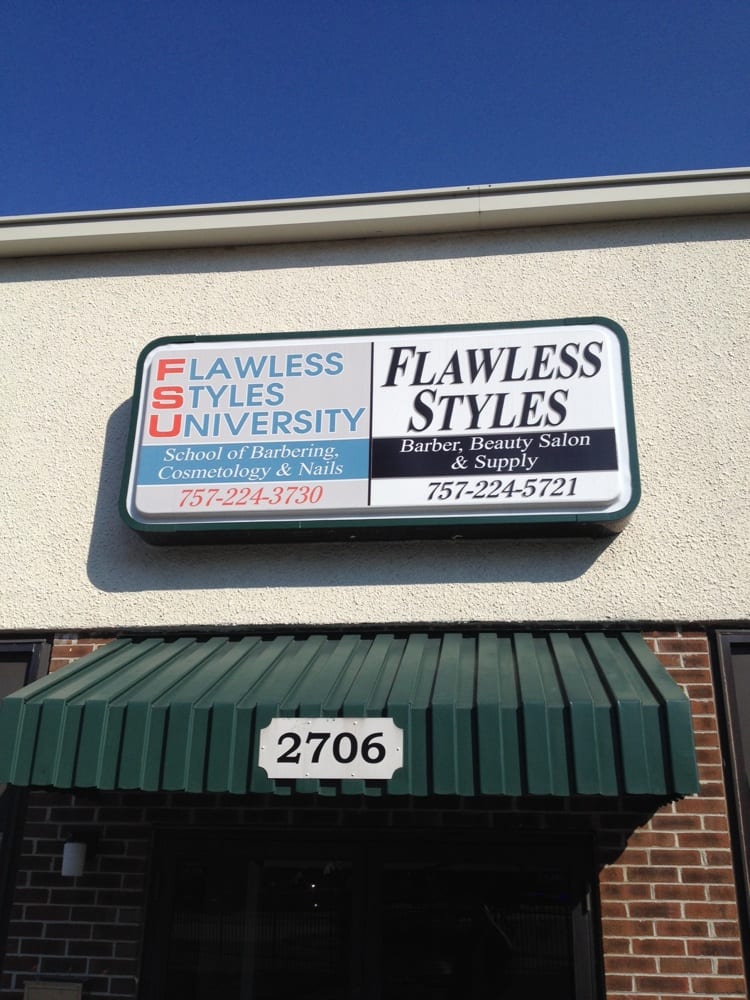 FLAWLESS
STYLES
UNIVERSITY
School of Barbering,
Cosmetology & Nails
757-224-3730
FLAWLESS
STYLES
Barber, Beauty Salon
& Supply
757-224-5721
2706